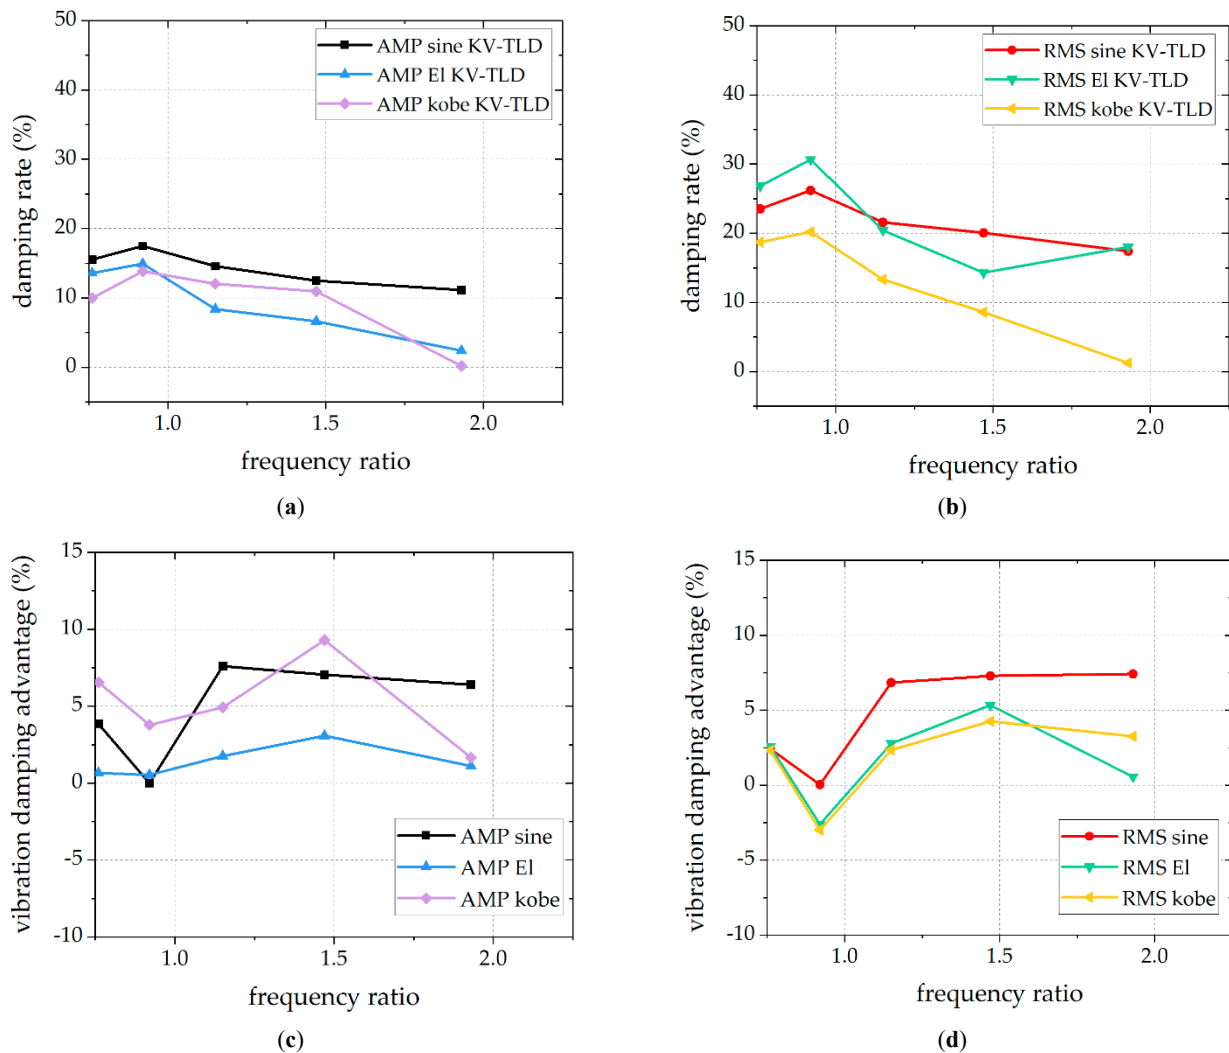 50
40
30
20
10
0
damping rate (%)
AMP sine KV-TLD
AMP El KV-TLD
AMP kobe KV-TLD
1.0 1.5 2.0
frequency ratio
(a)
50
40
30
20
10
0
damping rate (%)
RMS sine KV-TLD
RMS El KV-TLD
RMS kobe KV-TLD
1.0 1.5 2.0
frequency ratio
(b)
15
10
5
0
-5
-10
vibration damping advantage (%)
AMP sine
AMP El
AMP kobe
1.0 1.5 2.0
frequency ratio
(c)
15
10
5
0
-5
-10
vibration damping advantage (%)
RMS sine
RMS El
RMS kobe
1.0 1.5 2.0
frequency ratio
(d)